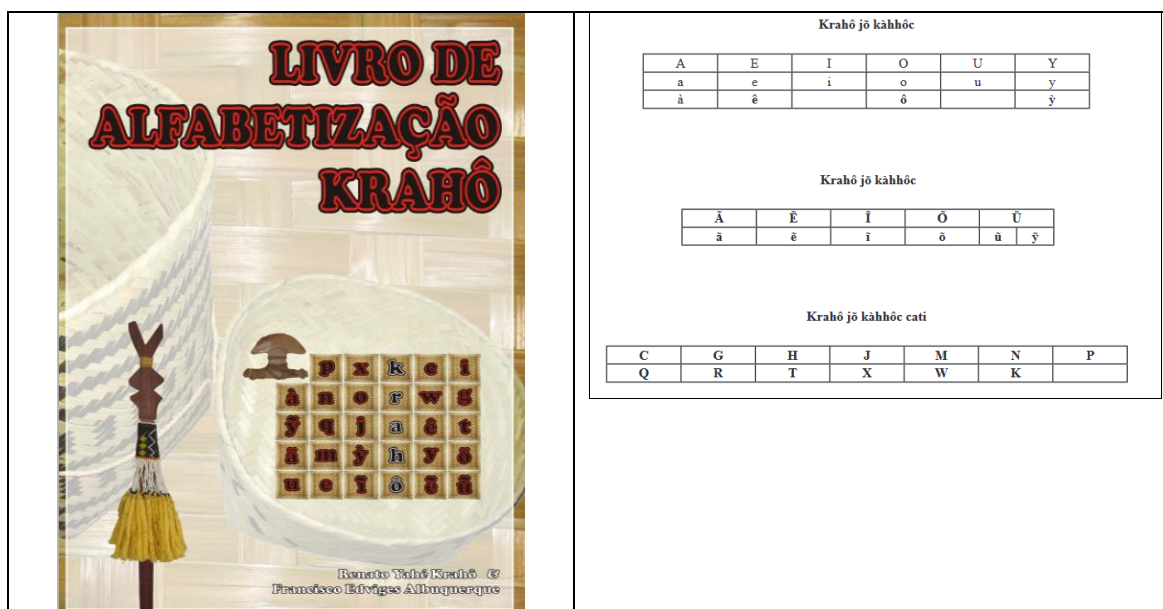 LIVRO DE
ALFABETIZAÇÃO
KRAHÔ
p x k c i
à n o r w g
ỹ q j a ê t
ã m ỳ h y õ
u e ĩ ô ẽ ũ
Renato Yahé Krahô &
Francisco Edviges Albuquerque
Krahô jõ kàhhôc
A E I O U Y
a e i o u y
à ê ô ỳ
Krahô jõ kàhhôc
Ã Ẽ Ĩ Õ Ũ
ã ẽ ĩ õ ũ ỹ
Krahô jõ kàhhôc cati
C G H J M N P
Q R T X W K